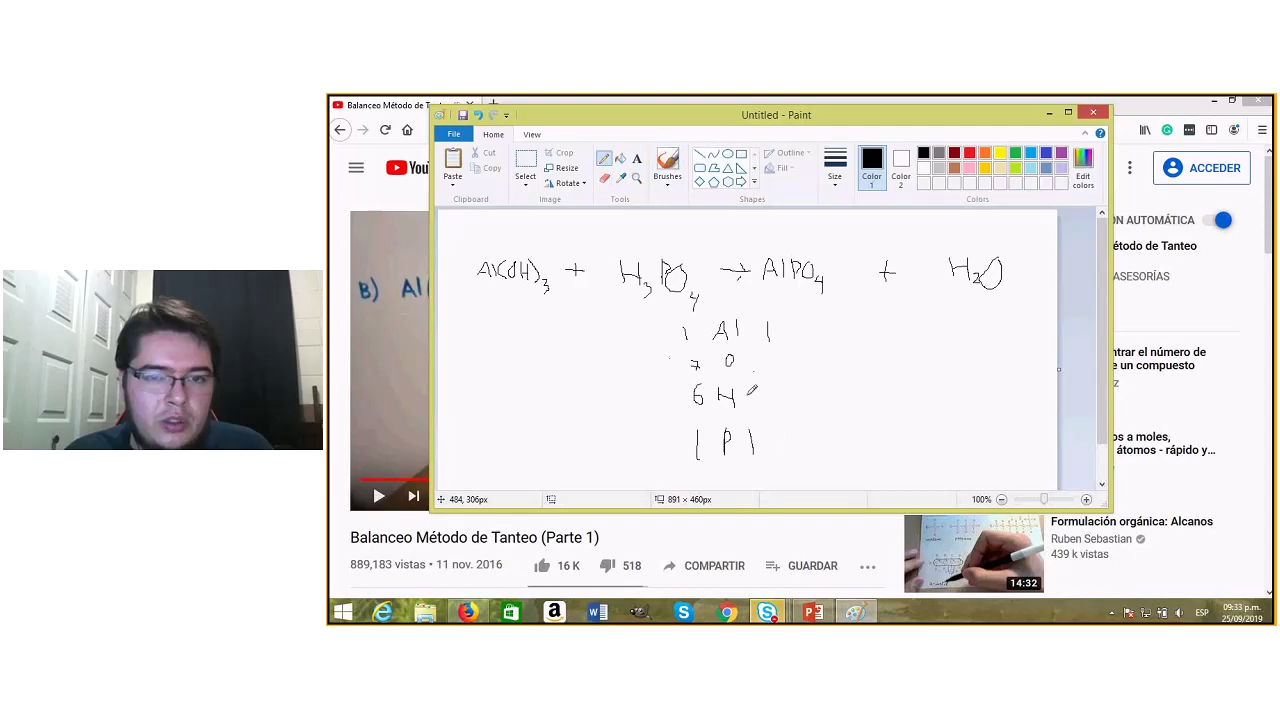 Balanceo Método de Tan
Untitled - Paint
File Home View
Cut
Copy
Paste
Clipboard
Crop
Resize
Rotate
Select
Image
Tools
Brushes
Outline
Fill
Shapes
Size
Color 1
Color 2
Edit colors
Colors
ACCEDER
ÓN AUTOMÁTICA
étodo de Tanteo
ASESORÍAS
B) Al(
Al(OH)3 + H3PO4 → AlPO4 + H2O
1 Al 1
7 O
6 H
1 P 1
ntrar el número de
e un compuesto
os a moles,
átomos - rápido y…
484, 306px
891 × 460px
100%
Balanceo Método de Tanteo (Parte 1)
889,183 vistas • 11 nov. 2016
16 K
518
COMPARTIR
GUARDAR
Formulación orgánica: Alcanos
Ruben Sebastian
439 k vistas
14:32
ESP
09:33 p.m.
25/09/2019